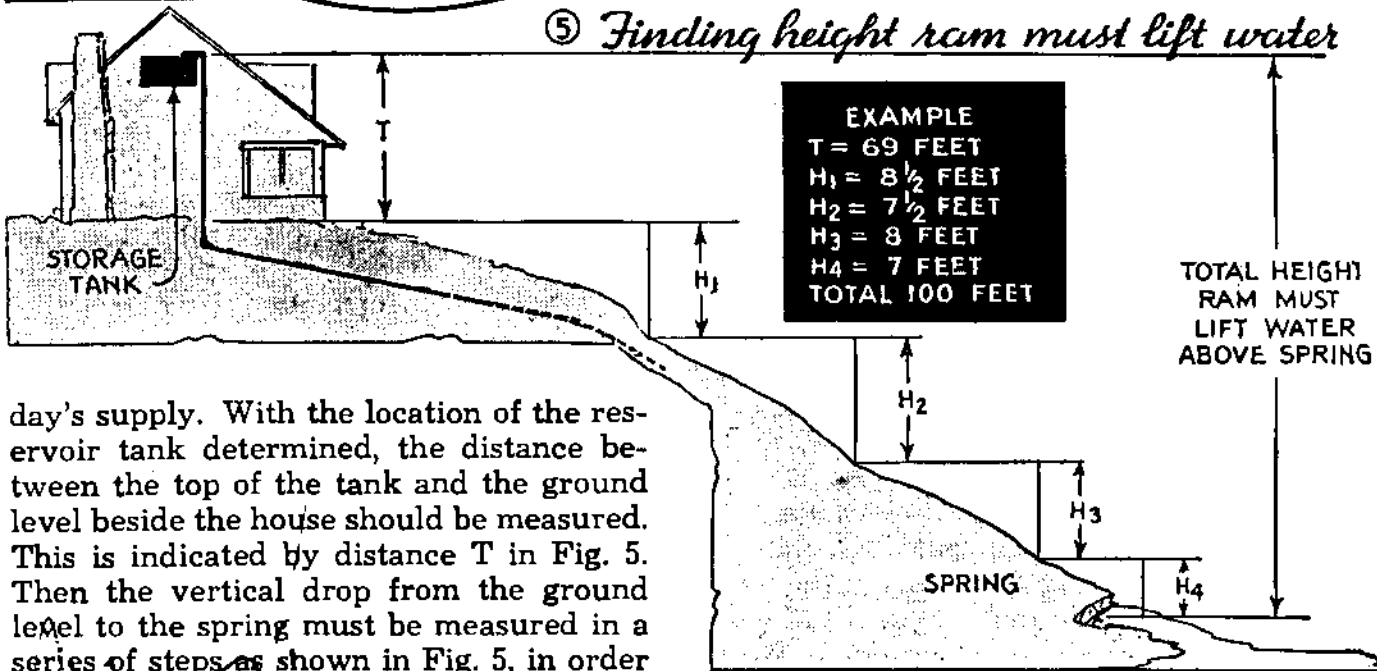 ⑤ Finding height ram must lift water
T
STORAGE
TANK
EXAMPLE
T = 69 FEET
H₁ = 8 ½ FEET
H₂ = 7 ½ FEET
H₃ = 8 FEET
H₄ = 7 FEET
TOTAL 100 FEET
H₁
H₂
H₃
H₄
SPRING
TOTAL HEIGHT
RAM MUST
LIFT WATER
ABOVE SPRING
day's supply. With the location of the res-
ervoir tank determined, the distance be-
tween the top of the tank and the ground
level beside the house should be measured.
This is indicated by distance T in Fig. 5.
Then the vertical drop from the ground
level to the spring must be measured in a
series of steps as shown in Fig. 5, in order